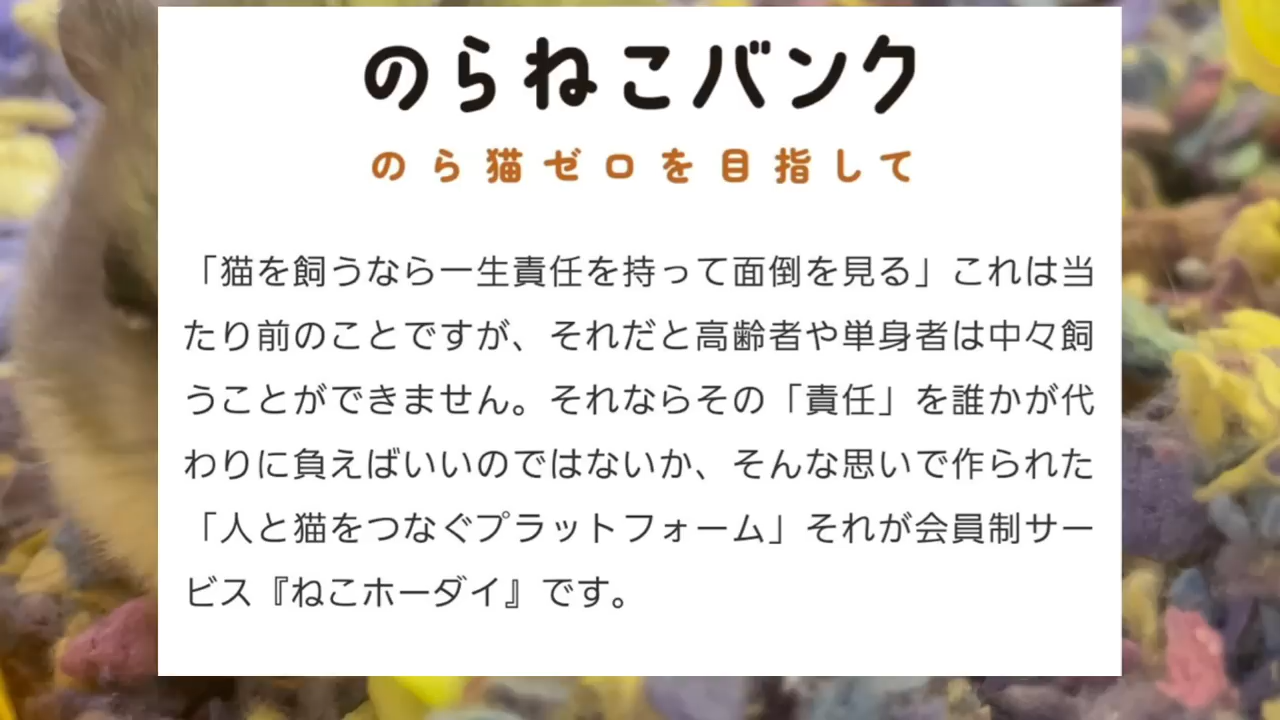 のらねこバンク
のら猫ゼロを目指して
「猫を飼うなら一生責任を持って面倒を見る」これは当
たり前のことですが、それだと高齢者や単身者は中々飼
うことができません。それならその「責任」を誰かが代
わりに負えばいいのではないか、そんな思いで作られた
「人と猫をつなぐプラットフォーム」それが会員制サー
ビス『ねこホーダイ』です。